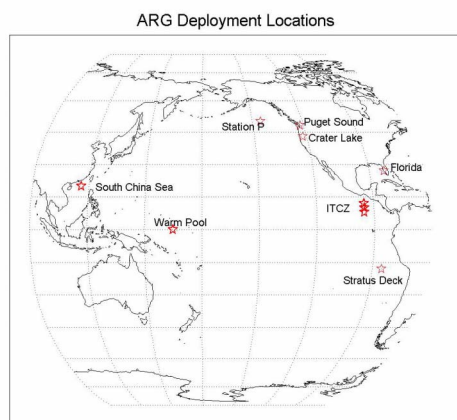 ARG Deployment Locations
Station P
Puget Sound
Crater Lake
Florida
South China Sea
ITCZ
Warm Pool
Stratus Deck